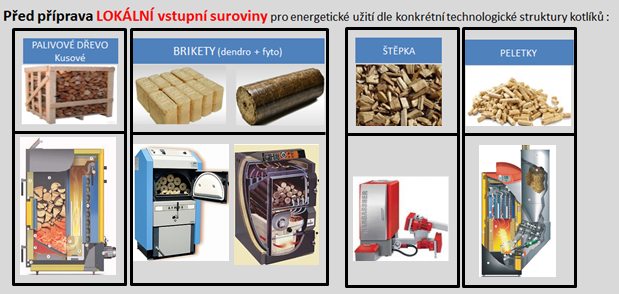 Před příprava LOKÁLNÍ vstupní suroviny pro energetické užití dle konkrétní technologické struktury kotlíků :
PALIVOVÉ DŘEVO
Kusové
BRIKETY (dendro + fyto)
ŠTĚPKA
PELETKY